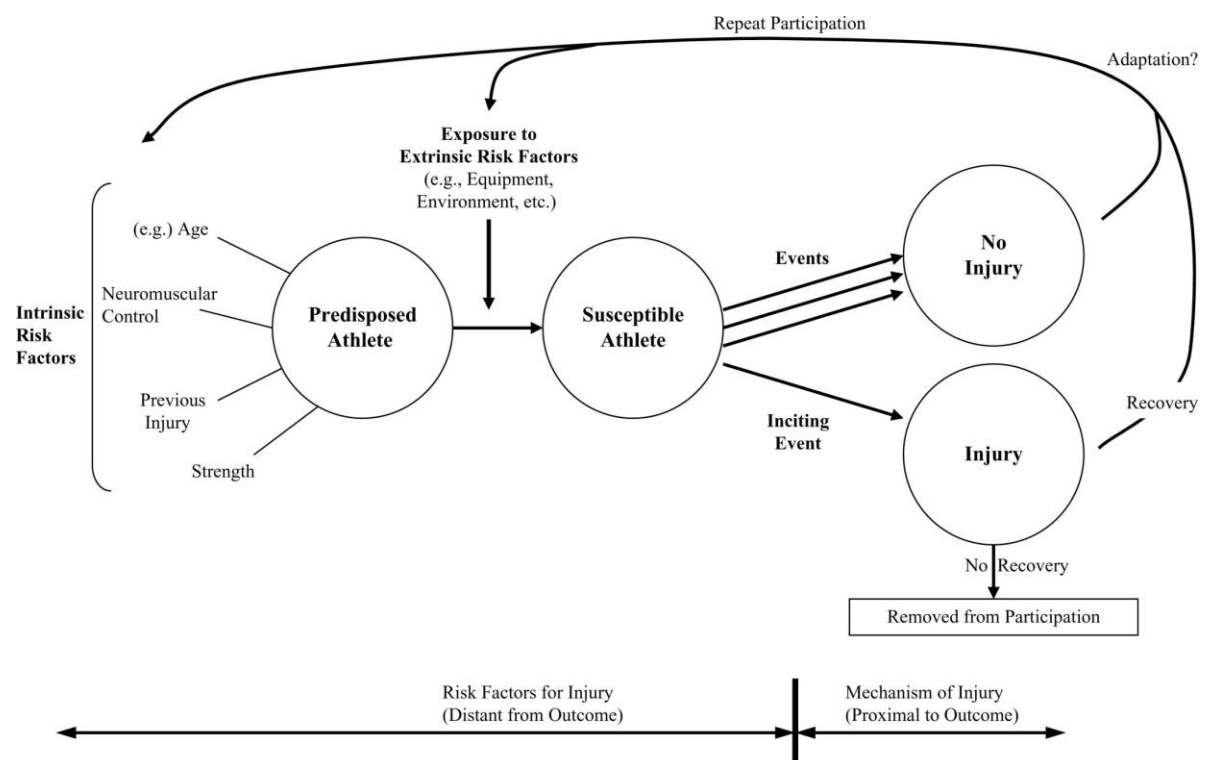 Repeat Participation
Adaptation?
Exposure to
Extrinsic Risk Factors
(e.g., Equipment,
Environment, etc.)
(e.g.) Age
Neuromuscular
Control
Intrinsic
Risk
Factors
Previous
Injury
Strength
Predisposed
Athlete
Susceptible
Athlete
Events
No
Injury
Inciting
Event
Injury
Recovery
No Recovery
Removed from Participation
Risk Factors for Injury
(Distant from Outcome)
Mechanism of Injury
(Proximal to Outcome)